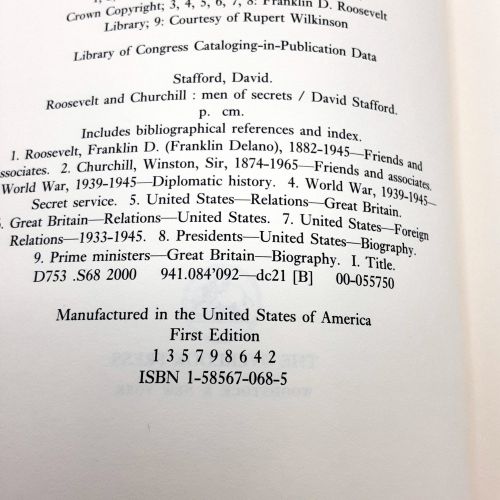 Crown Copyright; 3, 4, 5, 6, 7, 8: Franklin D. Roosevelt
Library; 9: Courtesy of Rupert Wilkinson
Library of Congress Cataloging-in-Publication Data
Stafford, David.
Roosevelt and Churchill : men of secrets / David Stafford.
p. cm.
Includes bibliographical references and index.
1. Roosevelt, Franklin D. (Franklin Delano), 1882-1945—Friends and
ssociates. 2. Churchill, Winston, Sir, 1874-1965—Friends and associates.
World War, 1939-1945—Diplomatic history. 4. World War, 1939-1945—
Secret service. 5. United States—Relations—Great Britain.
. Great Britain—Relations—United States. 7. United States—Foreign
Relations—1933-1945. 8. Presidents—United States—Biography.
9. Prime ministers—Great Britain—Biography. I. Title.
D753 .S68 2000 941.084'092—dc21 [B] 00-055750
Manufactured in the United States of America
First Edition
1 3 5 7 9 8 6 4 2
ISBN 1-58567-068-5